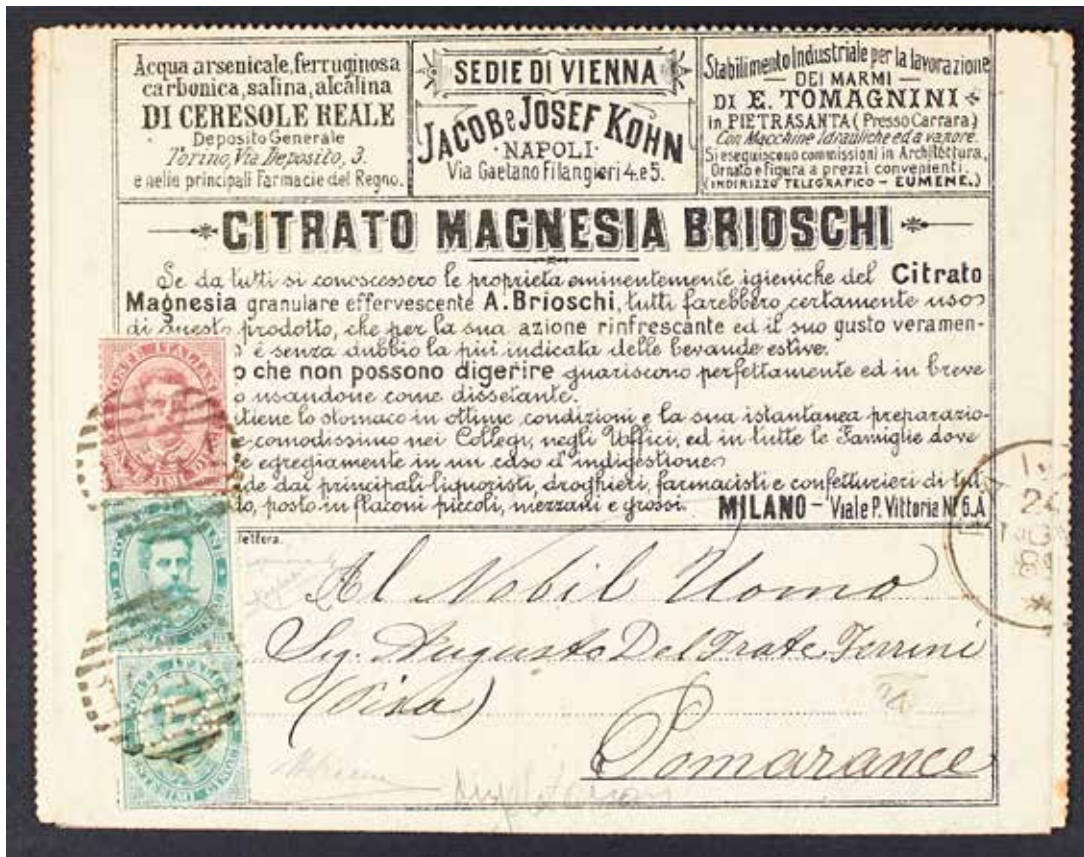 Acqua arsenicale, ferruginosa
carbonica, salina, alcalina
DI CERESOLE REALE
Deposito Generale
Torino, Via Deposito, 3.
e nelle principali Farmacie del Regno.
SEDIE DI VIENNA
JACOB e JOSEF KOHN
· NAPOLI ·
Via Gaetano Filangieri 4. e 5.
Stabilimento Industriale per la lavorazione
— DEI MARMI —
DI E. TOMAGNINI
in PIETRASANTA (Presso Carrara)
Con Macchine Idrauliche ed a vapore.
Si eseguiscono commissioni in Architettura,
Ornato e figura a prezzi convenienti.
(INDIRIZZO TELEGRAFICO – EUMENE.)
CITRATO MAGNESIA BRIOSCHI
Se da tutti si conoscessero le proprietà eminentemente igieniche del Citrato
Magnesia granulare effervescente A. Brioschi, tutti farebbero certamente uso
di questo prodotto, che per la sua azione rinfrescante ed il suo gusto veramen-
è senza dubbio la più indicata delle bevande estive.
o che non possono digerire guariscono perfettamente ed in breve
o usandone come dissetante.
tiene lo stomaco in ottime condizioni e la sua istantanea preparazio-
e comodissimo nei Collegi, negli Uffici, ed in tutte le Famiglie dove
e egregiamente in un caso d'indigestione
de dai principali liquoristi, droghieri, farmacisti e confetturieri di tut
do, posto in flaconi piccoli, mezzani e grossi. MILANO – Viale P. Vittoria Nº 6. A
lettera.
Al Nobil Uomo
Sig. Augusto Del Frate Ferrini
(Pisa)
Pomarance